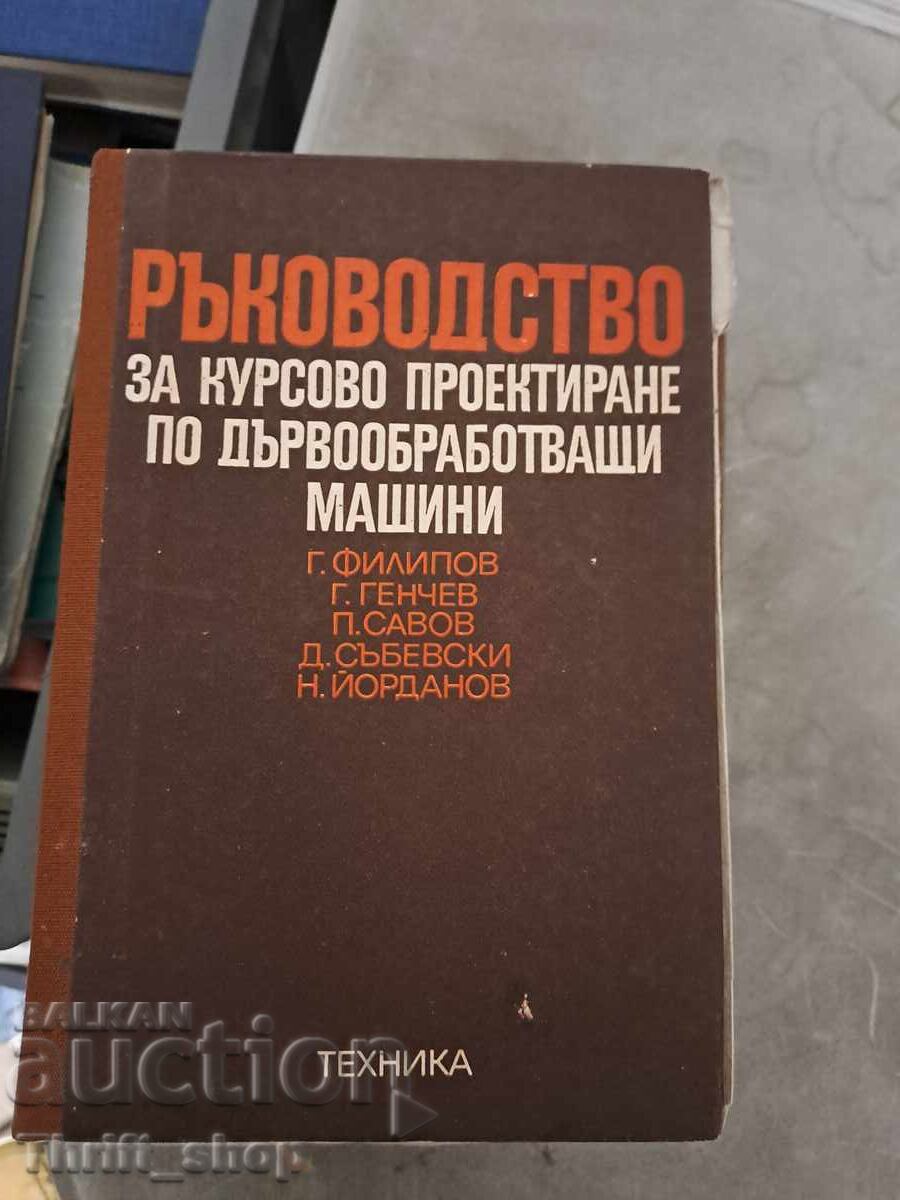 РЪКОВОДСТВО
ЗА КУРСОВО ПРОЕКТИРАНЕ
ПО ДЪРВООБРАБОТВАЩИ
МАШИНИ
Г. ФИЛИПОВ
Г. ГЕНЧЕВ
П. САВОВ
Д. СЪБЕВСКИ
Н. ЙОРДАНОВ
ТЕХНИКА
BALKAN
auction
Thrift_shop